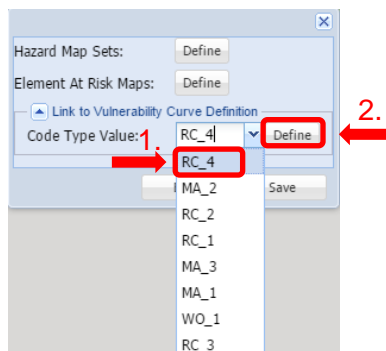 Hazard Map Sets: Define
Element At Risk Maps: Define
Link to Vulnerability Curve Definition
2.
Code Type Value: RC_4 Define
1.
RC_4
MA_2 Save
RC_2
RC_1
MA_3
MA_1
WO_1
RC_3